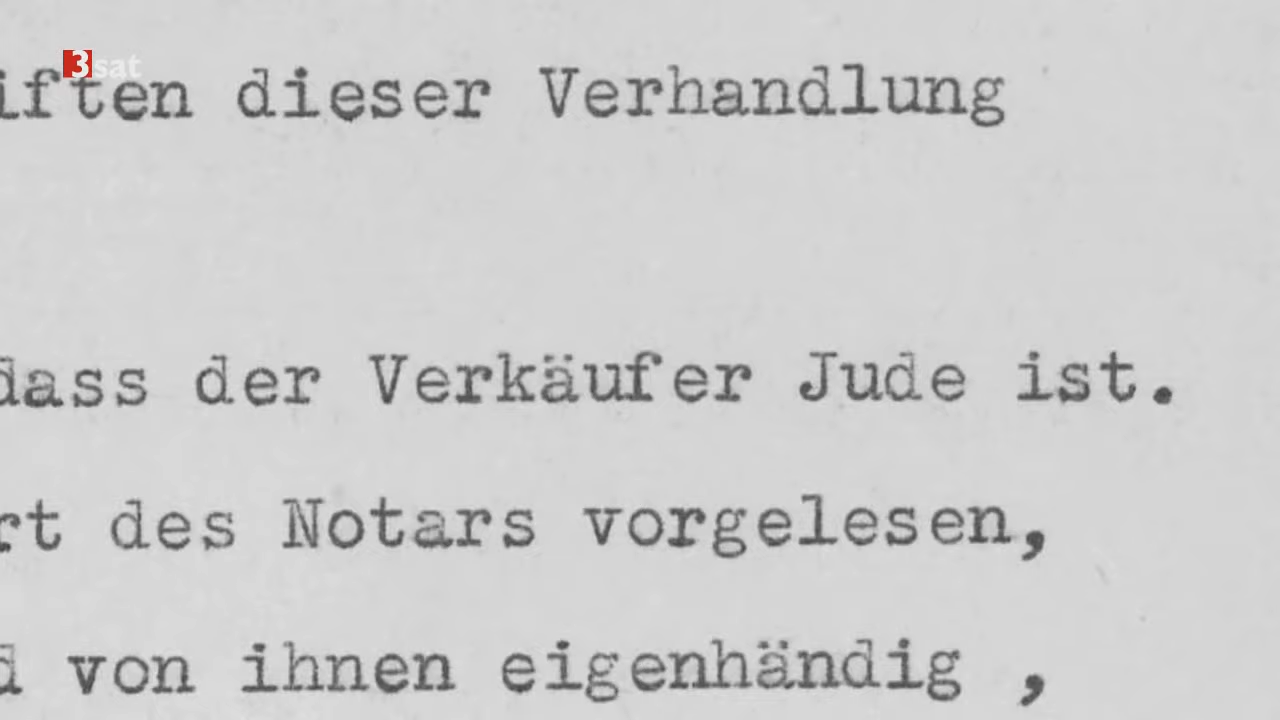 3sat
iften dieser Verhandlung
dass der Verkäufer Jude ist.
rt des Notars vorgelesen,
d von ihnen eigenhändig ,